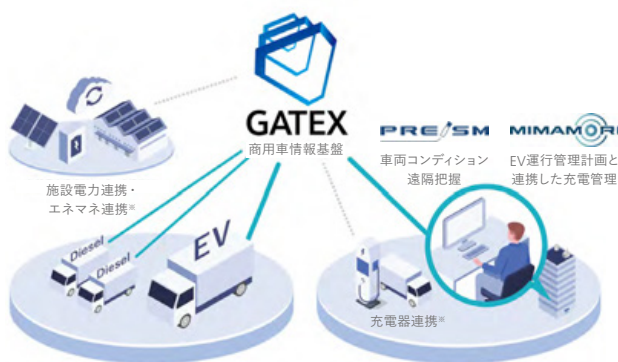 GATEX
商用車情報基盤
PREISM
MIMAMORI
車両コンディション
遠隔把握
EV運行管理計画と
連携した充電管理
施設電力連携・
エネマネ連携※
Diesel
Diesel
EV
充電器連携※